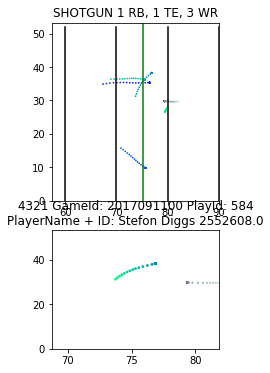 SHOTGUN 1 RB, 1 TE, 3 WR
50
40
30
20
10
0
60 70 80 90
4321 GameId: 2017091100 PlayId: 584
PlayerName + ID: Stefon Diggs 2552608.0
40
20
0
70 75 80